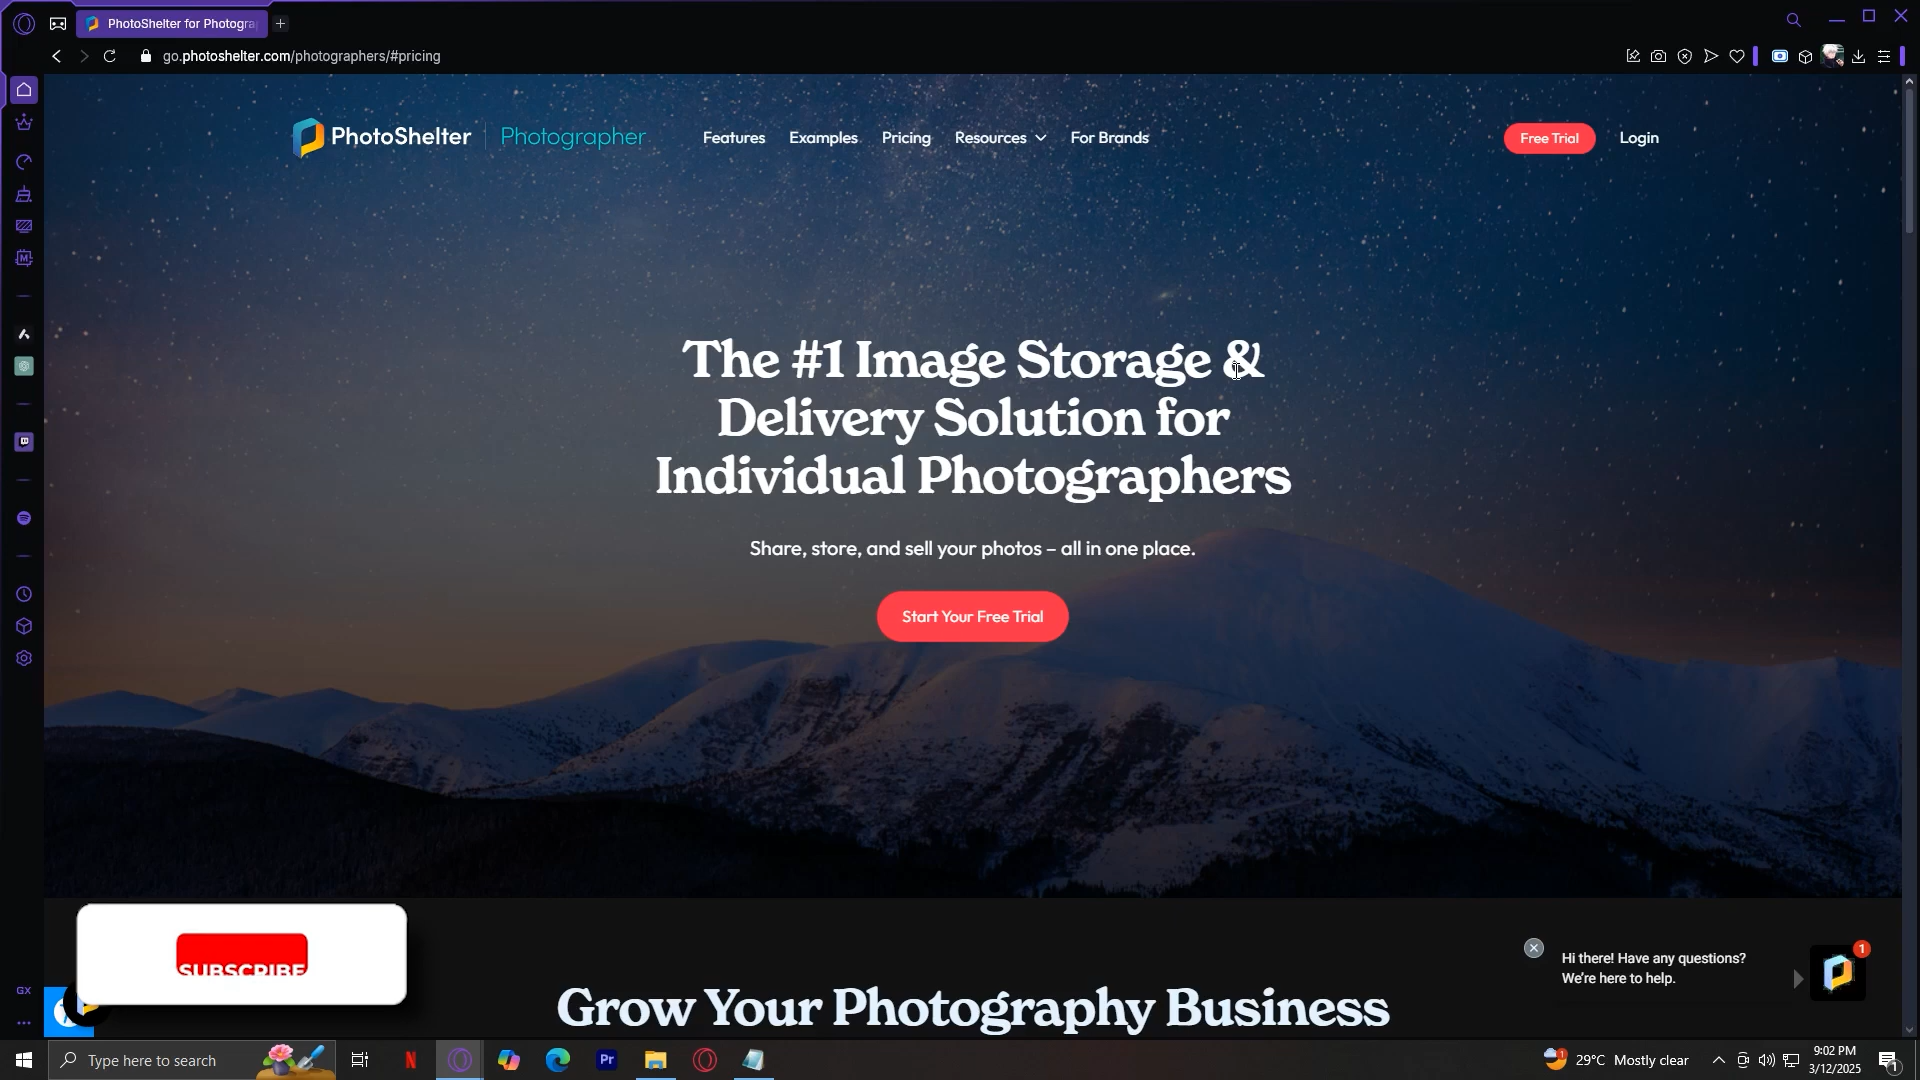 PhotoShelter for Photogra
go.photoshelter.com/photographers/#pricing
PhotoShelter Photographer
Features Examples Pricing Resources For Brands
Free Trial Login
The #1 Image Storage &
Delivery Solution for
Individual Photographers
Share, store, and sell your photos – all in one place.
Start Your Free Trial
SUBSCRIBE
Hi there! Have any questions?
We're here to help.
1
Grow Your Photography Business
GX
Type here to search
Pr
1
29°C Mostly clear
9:02 PM
3/12/2025
1